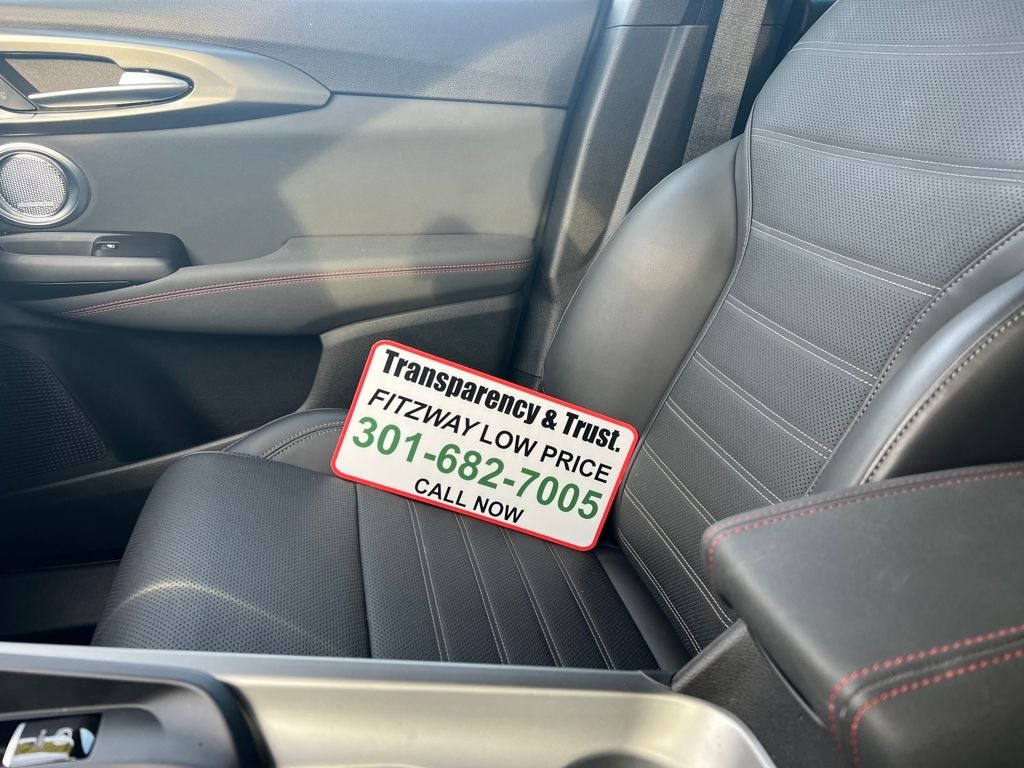 Transparency & Trust.
FITZWAY LOW PRICE
301-682-7005
CALL NOW